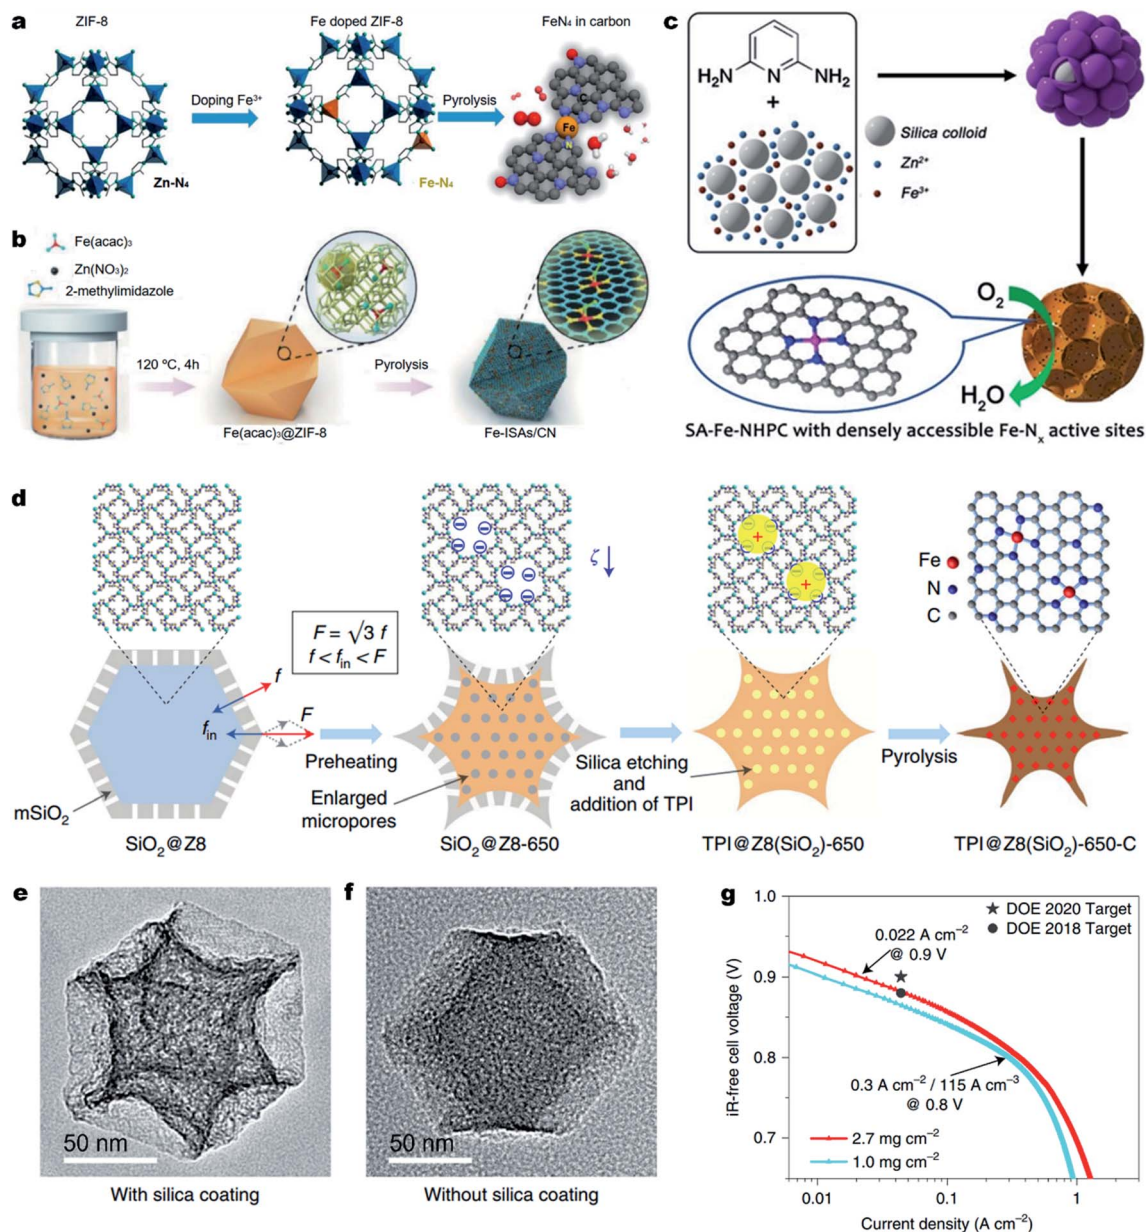 a
ZIF-8
Fe doped ZIF-8
FeN₄ in carbon
Doping Fe³⁺
Pyrolysis
C
Fe
N
Zn-N₄
Fe-N₄
b
Fe(acac)₃
Zn(NO₃)₂
2-methylimidazole
120 ºC, 4h
Pyrolysis
Fe(acac)₃@ZIF-8
Fe-ISAs/CN
c
H₂N
N
NH₂
+
Silica colloid
Zn²⁺
Fe³⁺
O₂
H₂O
SA-Fe-NHPC with densely accessible Fe-Nₓ active sites
d
ζ
+
+
Fe
N
C
F = √3 f
f < f_in < F
f
F
f_in
mSiO₂
Preheating
Enlarged
micropores
Silica etching
and
addition of TPI
Pyrolysis
SiO₂@Z8
SiO₂@Z8-650
TPI@Z8(SiO₂)-650
TPI@Z8(SiO₂)-650-C
e
50 nm
With silica coating
f
50 nm
Without silica coating
g
1.0
0.9
0.8
0.7
iR-free cell voltage (V)
DOE 2020 Target
DOE 2018 Target
0.022 A cm⁻²
@ 0.9 V
0.3 A cm⁻² / 115 A cm⁻³
@ 0.8 V
2.7 mg cm⁻²
1.0 mg cm⁻²
0.01
0.1
1
Current density (A cm⁻²)